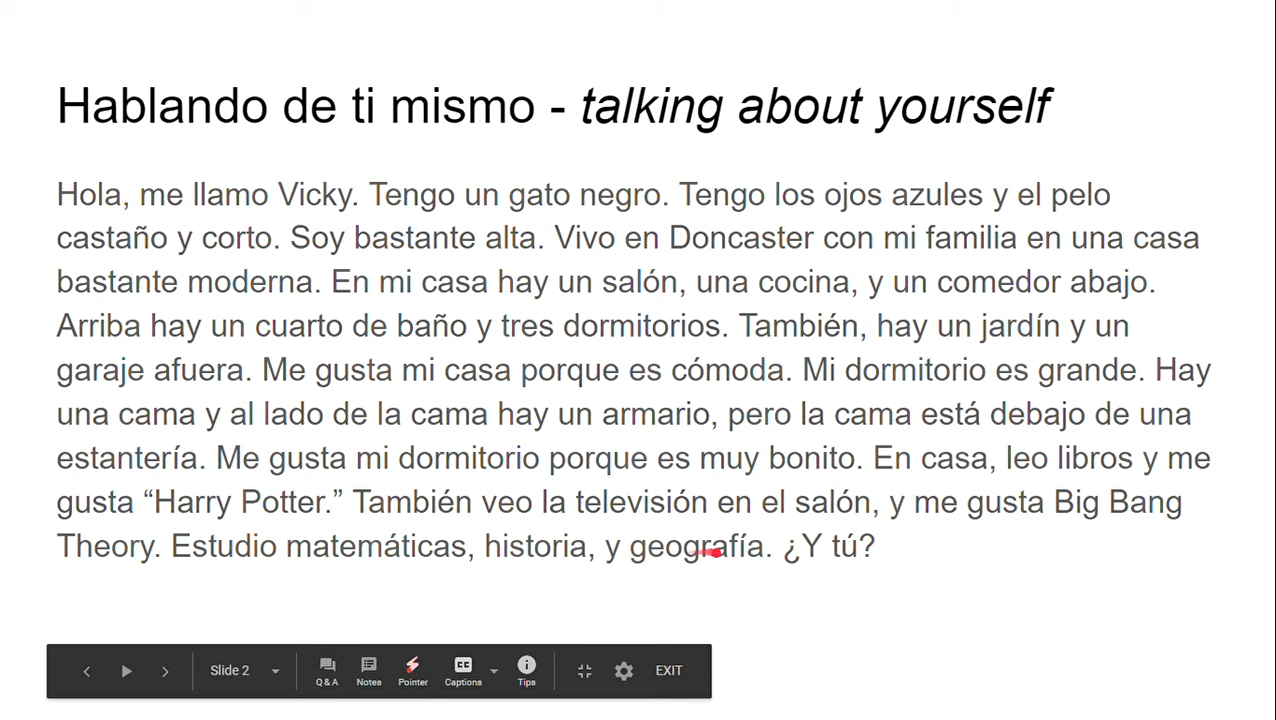 Hablando de ti mismo - talking about yourself
Hola, me llamo Vicky. Tengo un gato negro. Tengo los ojos azules y el pelo
castaño y corto. Soy bastante alta. Vivo en Doncaster con mi familia en una casa
bastante moderna. En mi casa hay un salón, una cocina, y un comedor abajo.
Arriba hay un cuarto de baño y tres dormitorios. También, hay un jardín y un
garaje afuera. Me gusta mi casa porque es cómoda. Mi dormitorio es grande. Hay
una cama y al lado de la cama hay un armario, pero la cama está debajo de una
estantería. Me gusta mi dormitorio porque es muy bonito. En casa, leo libros y me
gusta “Harry Potter.” También veo la televisión en el salón, y me gusta Big Bang
Theory. Estudio matemáticas, historia, y geografía. ¿Y tú?
Slide 2 Q & A Notes Pointer CC Captions Tips EXIT